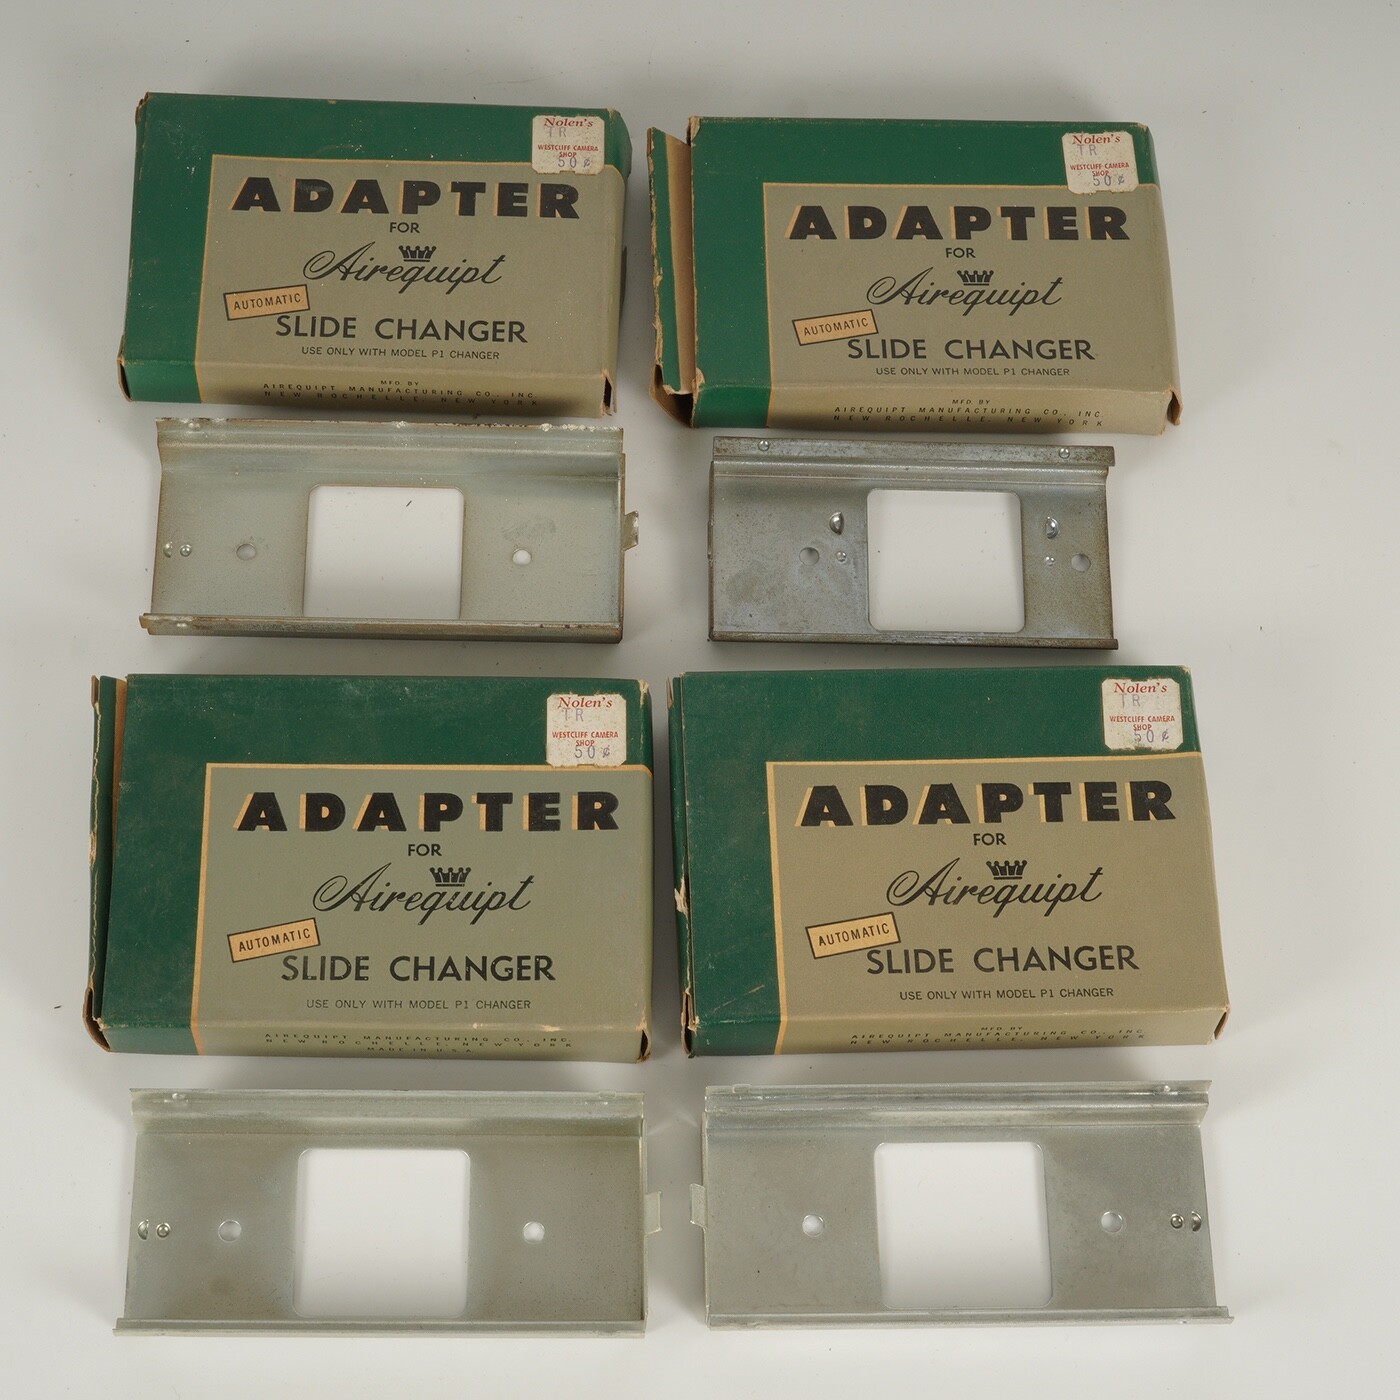 Nolen's
TR
WESTCLIFF CAMERA
SHOP
50¢
ADAPTER
FOR
Airequipt
AUTOMATIC
SLIDE CHANGER
USE ONLY WITH MODEL P1 CHANGER
MFD. BY
AIREQUIPT MANUFACTURING CO., INC.
NEW ROCHELLE, NEW YORK
Nolen's
TR
WESTCLIFF CAMERA
SHOP
50¢
ADAPTER
FOR
Airequipt
AUTOMATIC
SLIDE CHANGER
USE ONLY WITH MODEL P1 CHANGER
MFD. BY
AIREQUIPT MANUFACTURING CO., INC.
NEW ROCHELLE, NEW YORK
Nolen's
TR
WESTCLIFF CAMERA
SHOP
50¢
ADAPTER
FOR
Airequipt
AUTOMATIC
SLIDE CHANGER
USE ONLY WITH MODEL P1 CHANGER
AIREQUIPT MANUFACTURING CO., INC.
NEW ROCHELLE, NEW YORK
MADE IN U.S.A.
Nolen's
TR
WESTCLIFF CAMERA
SHOP
50¢
ADAPTER
FOR
Airequipt
AUTOMATIC
SLIDE CHANGER
USE ONLY WITH MODEL P1 CHANGER
MFD. BY
AIREQUIPT MANUFACTURING CO., INC.
NEW ROCHELLE, NEW YORK